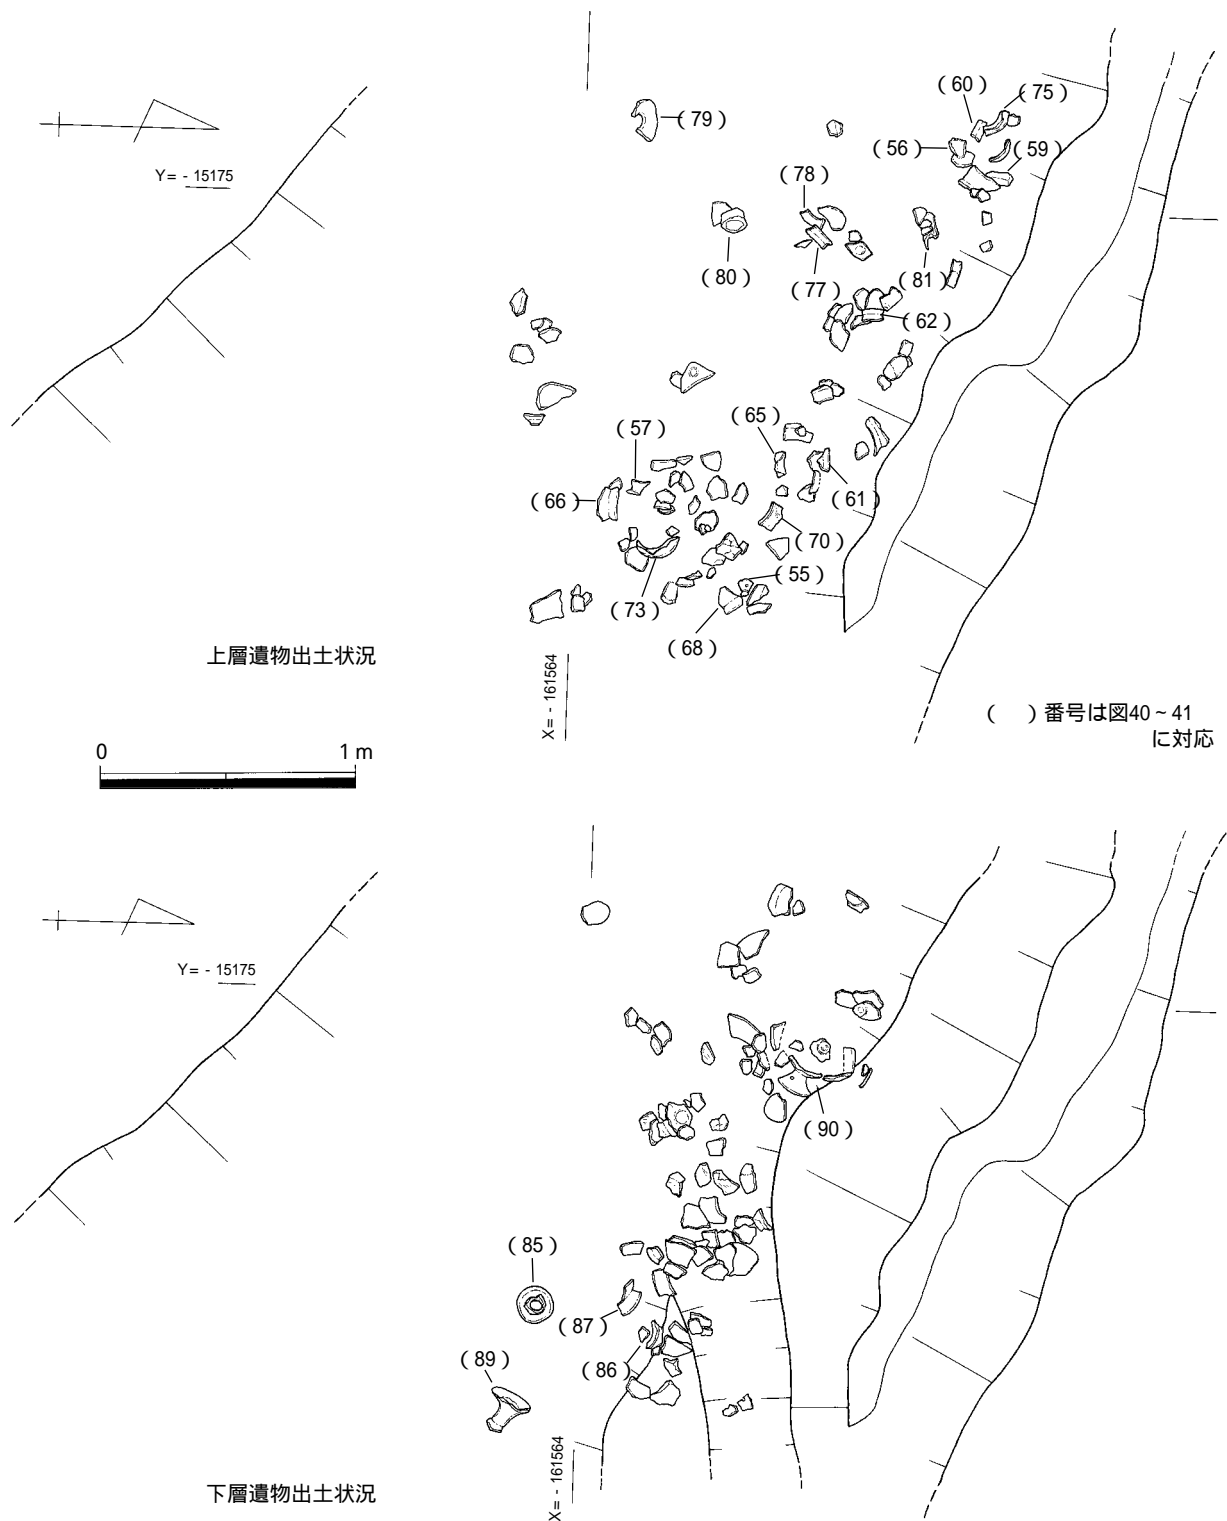 (60)
(75)
(79)
(56)
(59)
(78)
Y= - 15175
(80)
(77)
(81)
(62)
(65)
(57)
(66)
(61)
(70)
(55)
(73)
(68)
上層遺物出土状況
X= - 161564
( )番号は図40~41
に対応
0 1 m
Y= - 15175
(90)
(85)
(87)
(89)
(86)
X= - 161564
下層遺物出土状況